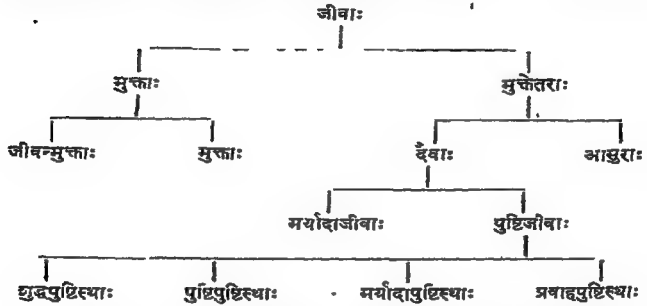 जीवाः
मुक्ताः मुक्तेतराः
जीवन्मुक्ताः मुक्ताः दैवाः आसुराः
मर्यादाजीवाः पुष्टिजीवाः
शुद्धपुष्टिस्थाः पुष्टिपुष्टिस्थाः मर्यादापुष्टिस्थाः प्रवाहपुष्टिस्थाः